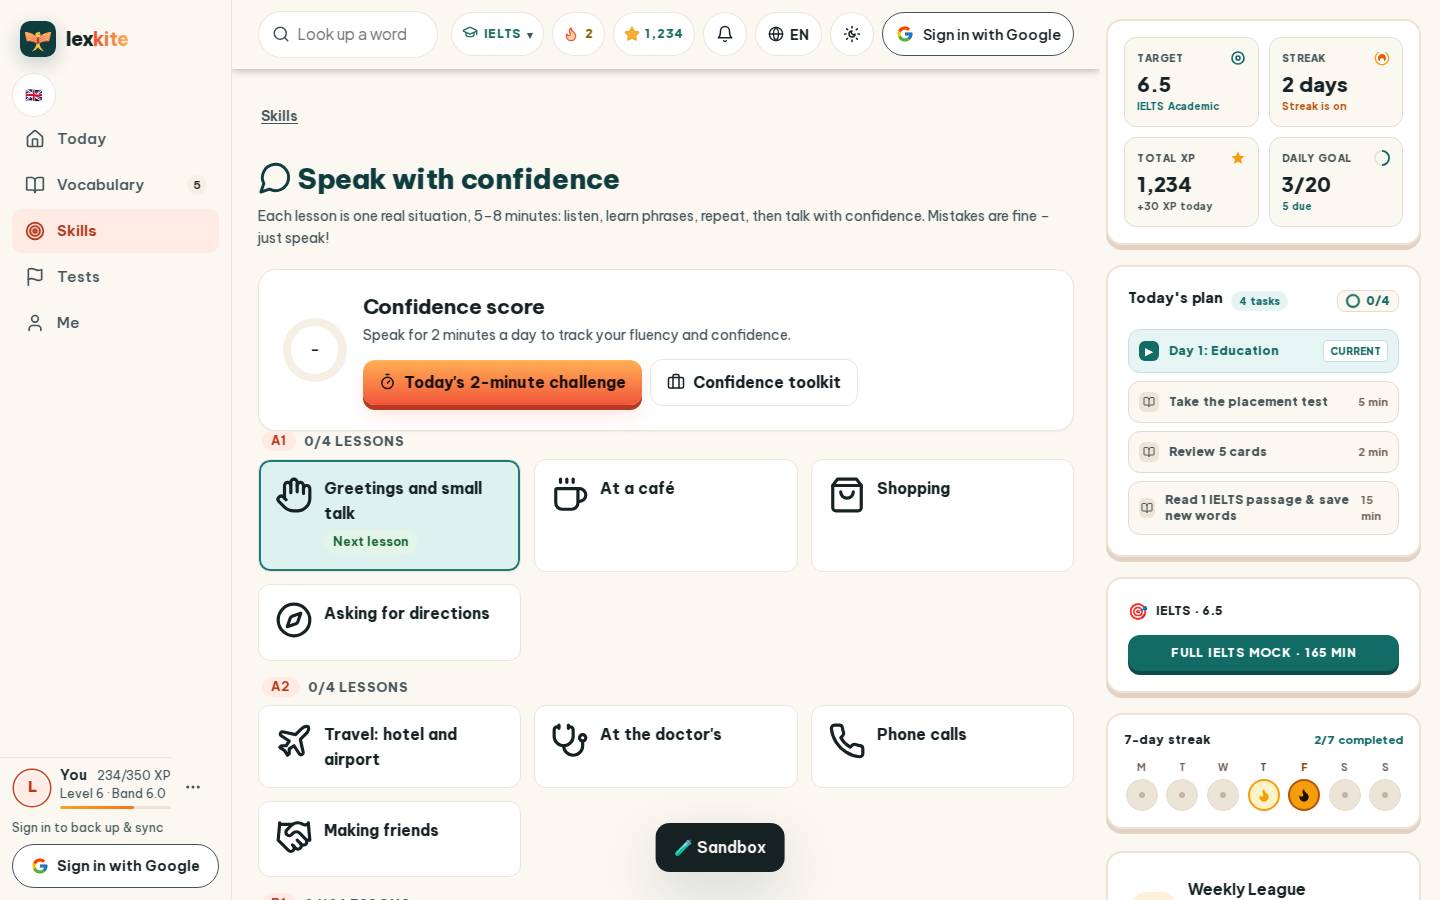 lexkite
Today
Vocabulary 5
Skills
Tests
Me
L
You 234/350 XP
Level 6 · Band 6.0
Sign in to back up & sync
Sign in with Google
Look up a word
IELTS ▾
2
1,234
EN
Sign in with Google
Skills
Speak with confidence
Each lesson is one real situation, 5–8 minutes: listen, learn phrases, repeat, then talk with confidence. Mistakes are fine –
just speak!
–
Confidence score
Speak for 2 minutes a day to track your fluency and confidence.
Today's 2-minute challenge
Confidence toolkit
A1 0/4 LESSONS
Greetings and small
talk
Next lesson
At a café
Shopping
Asking for directions
A2 0/4 LESSONS
Travel: hotel and
airport
At the doctor's
Phone calls
Making friends
Sandbox
TARGET
6.5
IELTS Academic
STREAK
2 days
Streak is on
TOTAL XP
1,234
+30 XP today
DAILY GOAL
3/20
5 due
Today's plan 4 tasks 0/4
Day 1: Education CURRENT
Take the placement test 5 min
Review 5 cards 2 min
Read 1 IELTS passage & save 15
new words min
IELTS · 6.5
FULL IELTS MOCK · 165 MIN
7-day streak 2/7 completed
M T W T F S S
Weekly League